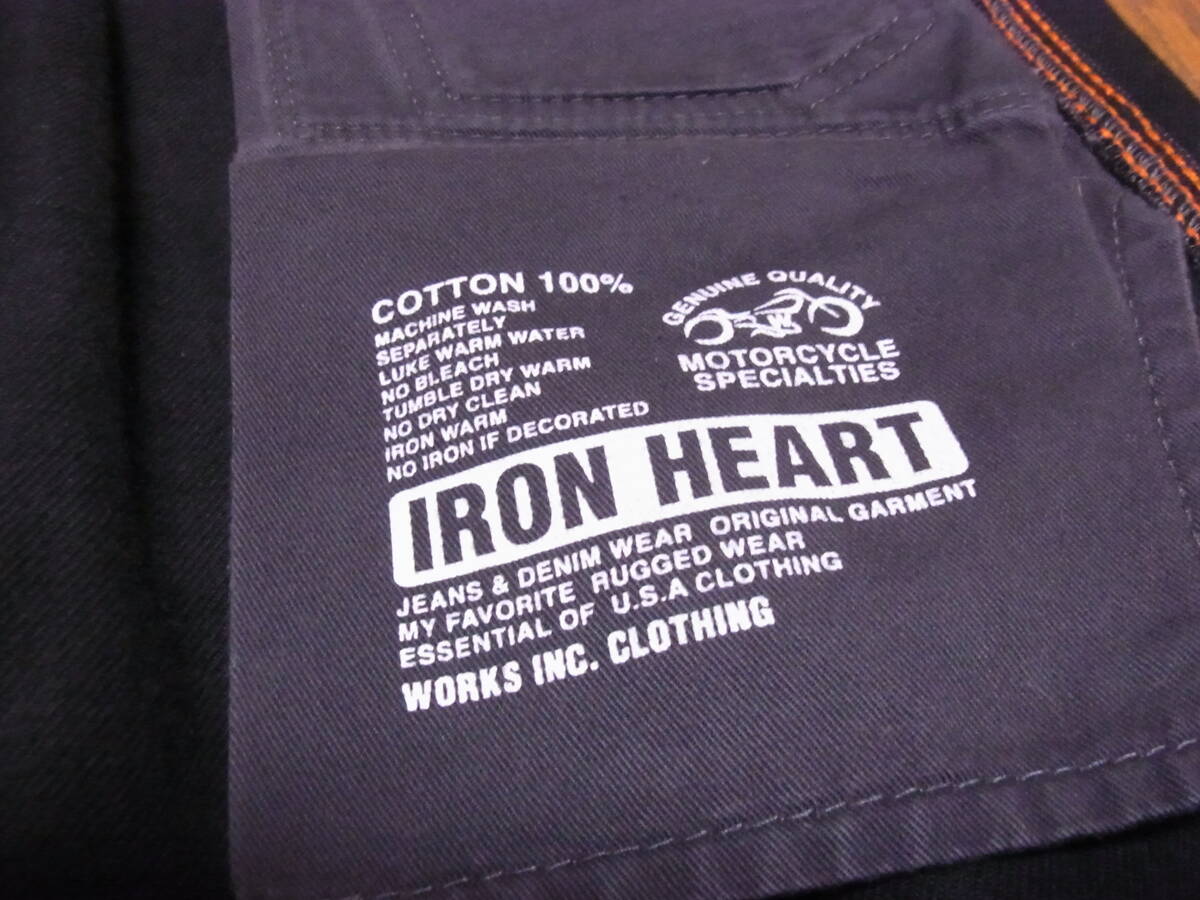 COTTON 100%
MACHINE WASH
SEPARATELY
LUKE WARM WATER
NO BLEACH
TUMBLE DRY WARM
NO DRY CLEAN
IRON WARM
NO IRON IF DECORATED
GENUINE QUALITY
MOTORCYCLE
SPECIALTIES
IRON HEART
JEANS & DENIM WEAR ORIGINAL GARMENT
MY FAVORITE RUGGED WEAR
ESSENTIAL OF U.S.A CLOTHING
WORKS INC. CLOTHING